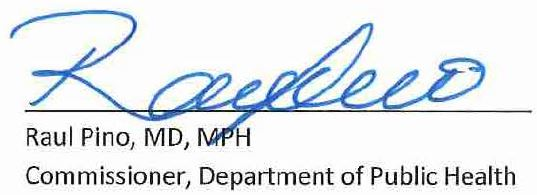 Raul Pino, MD, MPH
Commissioner, Department of Public Health